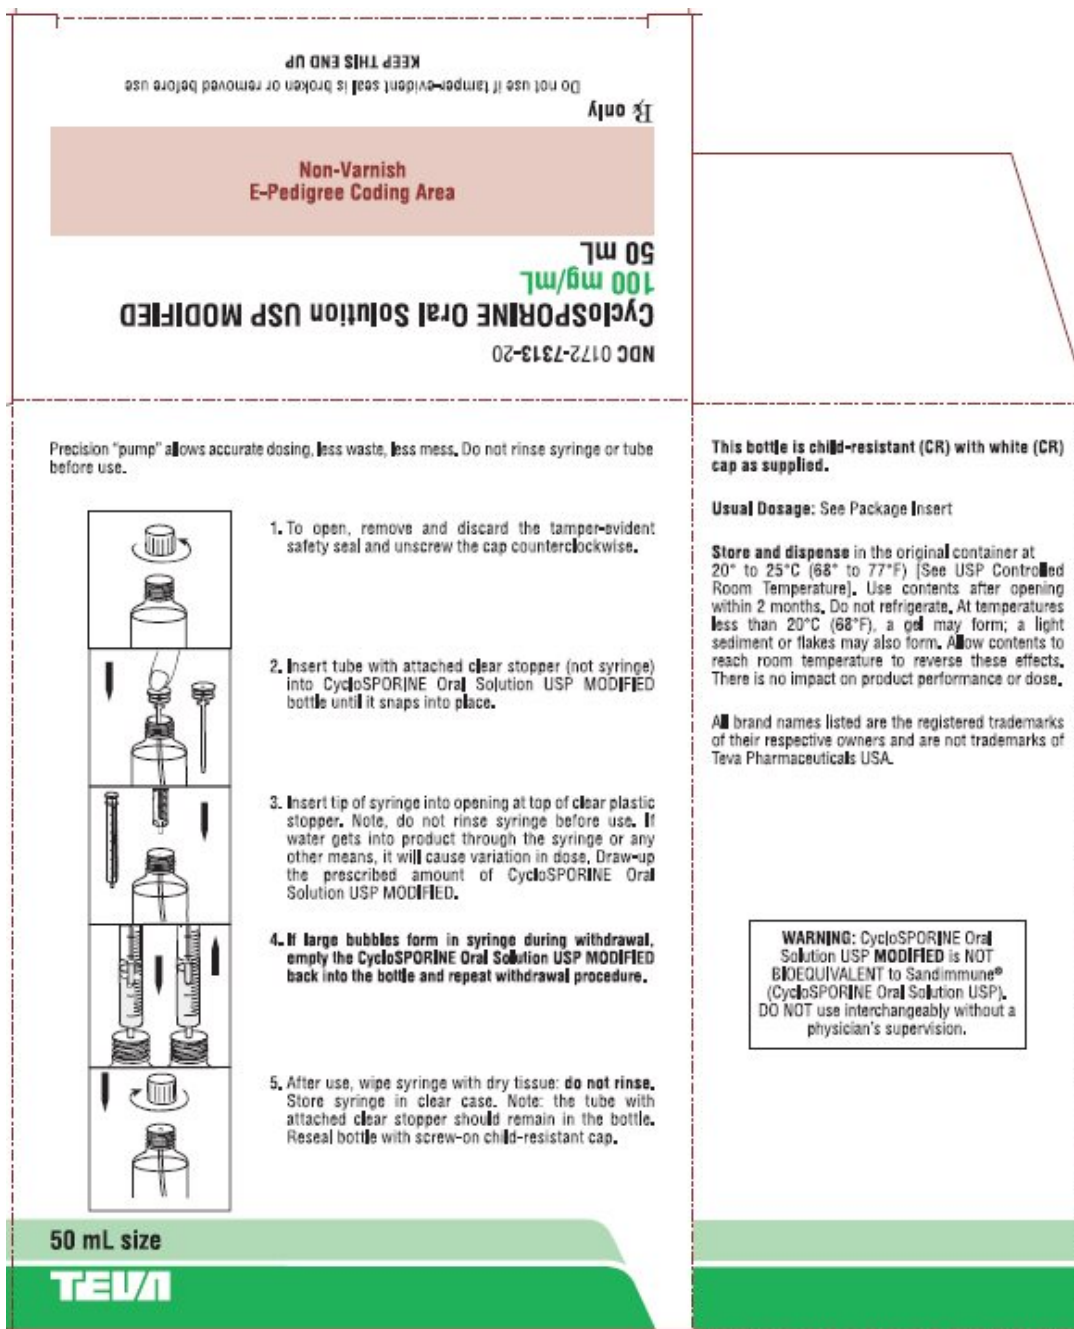 KEEP THIS END UP
Do not use if tamper-evident seal is broken or removed before use
℞ only
Non-Varnish
E-Pedigree Coding Area
50 mL
100 mg/mL
CycloSPORINE Oral Solution USP MODIFIED
NDC 0172-7313-20
Precision “pump” allows accurate dosing, less waste, less mess. Do not rinse syringe or tube
before use.
1. To open, remove and discard the tamper-evident
safety seal and unscrew the cap counterclockwise.
2. Insert tube with attached clear stopper (not syringe)
into CycloSPORINE Oral Solution USP MODIFIED
bottle until it snaps into place.
3. Insert tip of syringe into opening at top of clear plastic
stopper. Note, do not rinse syringe before use. If
water gets into product through the syringe or any
other means, it will cause variation in dose. Draw-up
the prescribed amount of CycloSPORINE Oral
Solution USP MODIFIED.
4. If large bubbles form in syringe during withdrawal,
empty the CycloSPORINE Oral Solution USP MODIFIED
back into the bottle and repeat withdrawal procedure.
5. After use, wipe syringe with dry tissue: do not rinse.
Store syringe in clear case. Note: the tube with
attached clear stopper should remain in the bottle.
Reseal bottle with screw-on child-resistant cap.
50 mL size
TEVA
This bottle is child-resistant (CR) with white (CR)
cap as supplied.
Usual Dosage: See Package Insert
Store and dispense in the original container at
20° to 25°C (68° to 77°F) [See USP Controlled
Room Temperature]. Use contents after opening
within 2 months. Do not refrigerate. At temperatures
less than 20°C (68°F), a gel may form; a light
sediment or flakes may also form. Allow contents to
reach room temperature to reverse these effects.
There is no impact on product performance or dose.
All brand names listed are the registered trademarks
of their respective owners and are not trademarks of
Teva Pharmaceuticals USA.
WARNING: CycloSPORINE Oral
Solution USP MODIFIED is NOT
BIOEQUIVALENT to Sandimmune®
(CycloSPORINE Oral Solution USP).
DO NOT use interchangeably without a
physician's supervision.